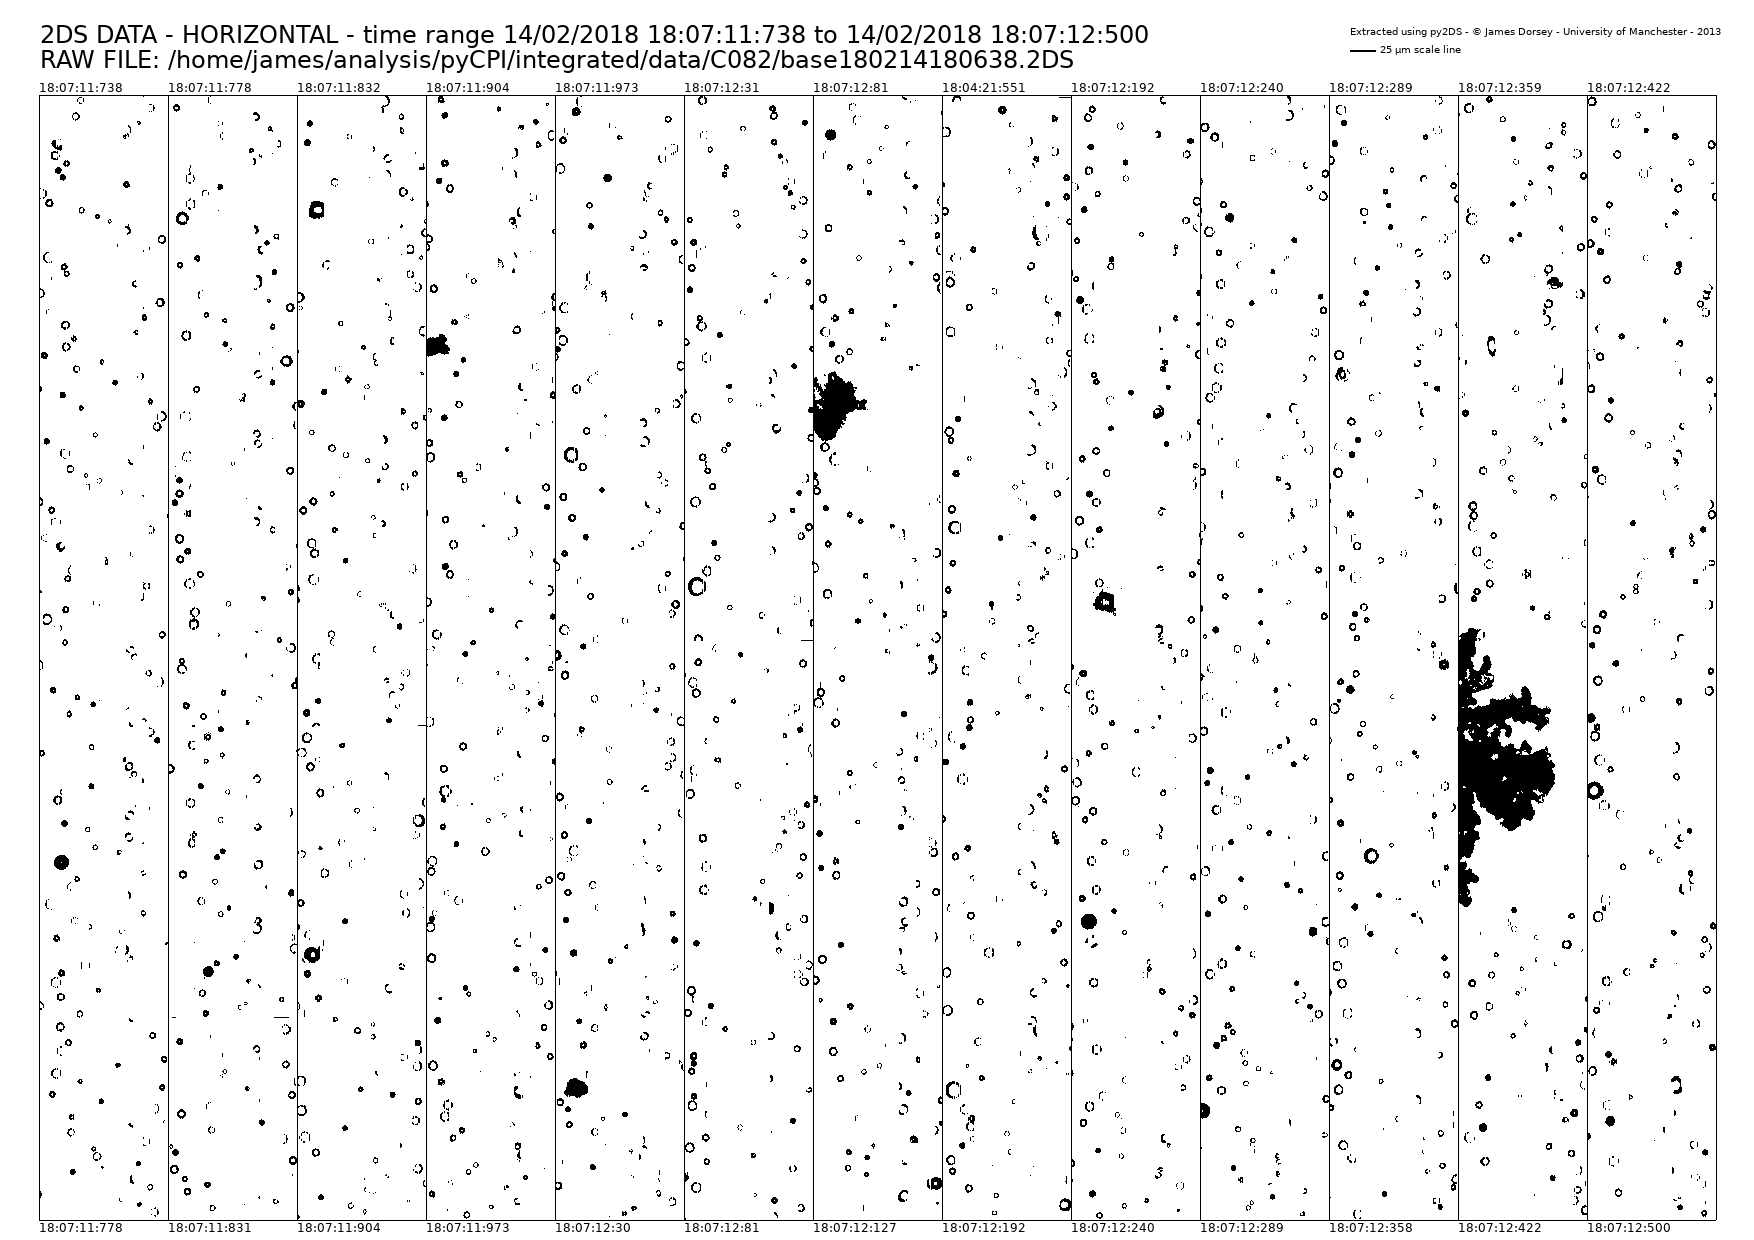 2DS DATA - HORIZONTAL - time range 14/02/2018 18:07:11:738 to 14/02/2018 18:07:12:500
RAW FILE: /home/james/analysis/pyCPI/integrated/data/C082/base180214180638.2DS
Extracted using py2DS - © James Dorsey - University of Manchester - 2013
25 µm scale line
18:07:11:738 18:07:11:778 18:07:11:832 18:07:11:904 18:07:11:973 18:07:12:31 18:07:12:81 18:04:21:551 18:07:12:192 18:07:12:240 18:07:12:289 18:07:12:359 18:07:12:422
18:07:11:778 18:07:11:831 18:07:11:904 18:07:11:973 18:07:12:30 18:07:12:81 18:07:12:127 18:07:12:192 18:07:12:240 18:07:12:289 18:07:12:358 18:07:12:422 18:07:12:500